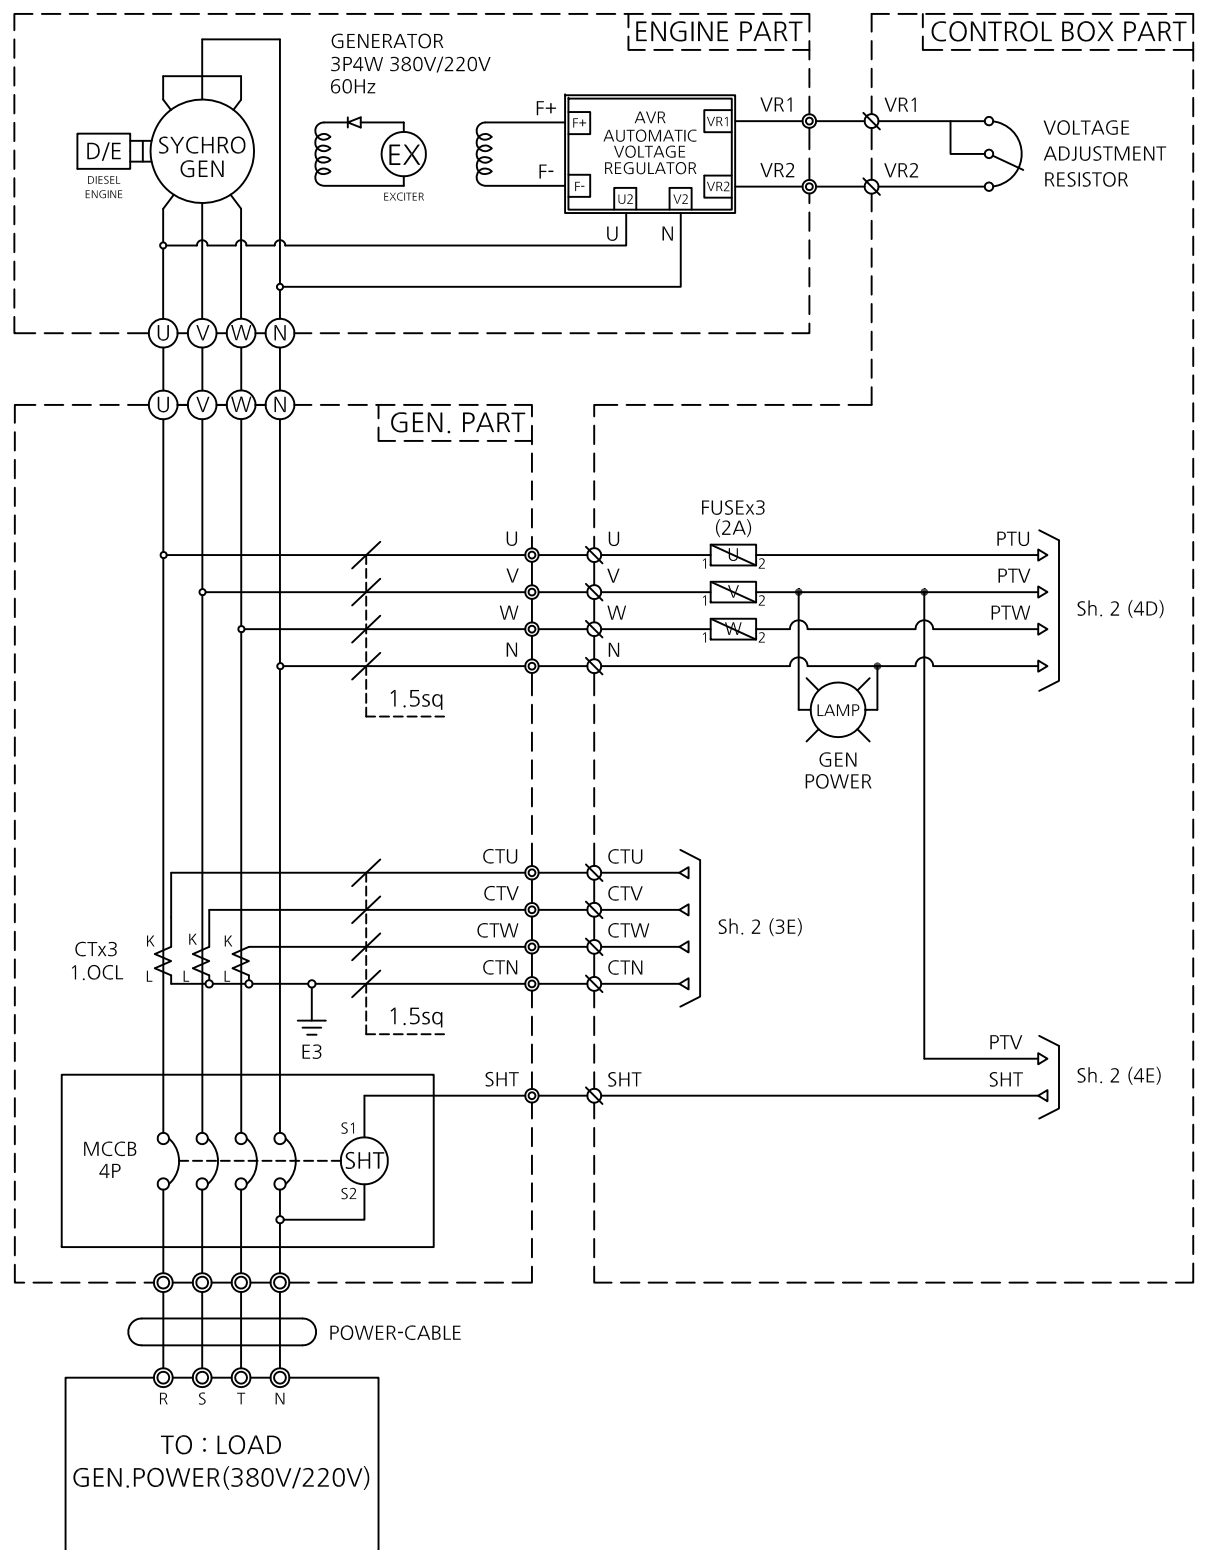 ENGINE PART
CONTROL BOX PART
GENERATOR
3P4W 380V/220V
60Hz
D/E
DIESEL
ENGINE
SYCHRO
GEN
EX
EXCITER
F+
F-
F+
F-
AVR
AUTOMATIC
VOLTAGE
REGULATOR
VR1
VR2
U2
V2
U
N
VR1
VR2
VR1
VR2
VOLTAGE
ADJUSTMENT
RESISTOR
U V W N
U V W N
GEN. PART
FUSEx3
(2A)
U
U
1
U
2
PTU
V
V
1
V
2
PTV
W
W
1
W
2
PTW
N
N
Sh. 2 (4D)
1.5sq
LAMP
GEN
POWER
CTU
CTU
CTV
CTV
CTW
CTW
CTN
CTN
Sh. 2 (3E)
CTx3
1.OCL
K
L
K
L
K
L
1.5sq
E3
PTV
SHT
SHT
SHT
Sh. 2 (4E)
MCCB
4P
S1
SHT
S2
POWER-CABLE
R S T N
TO : LOAD
GEN.POWER(380V/220V)